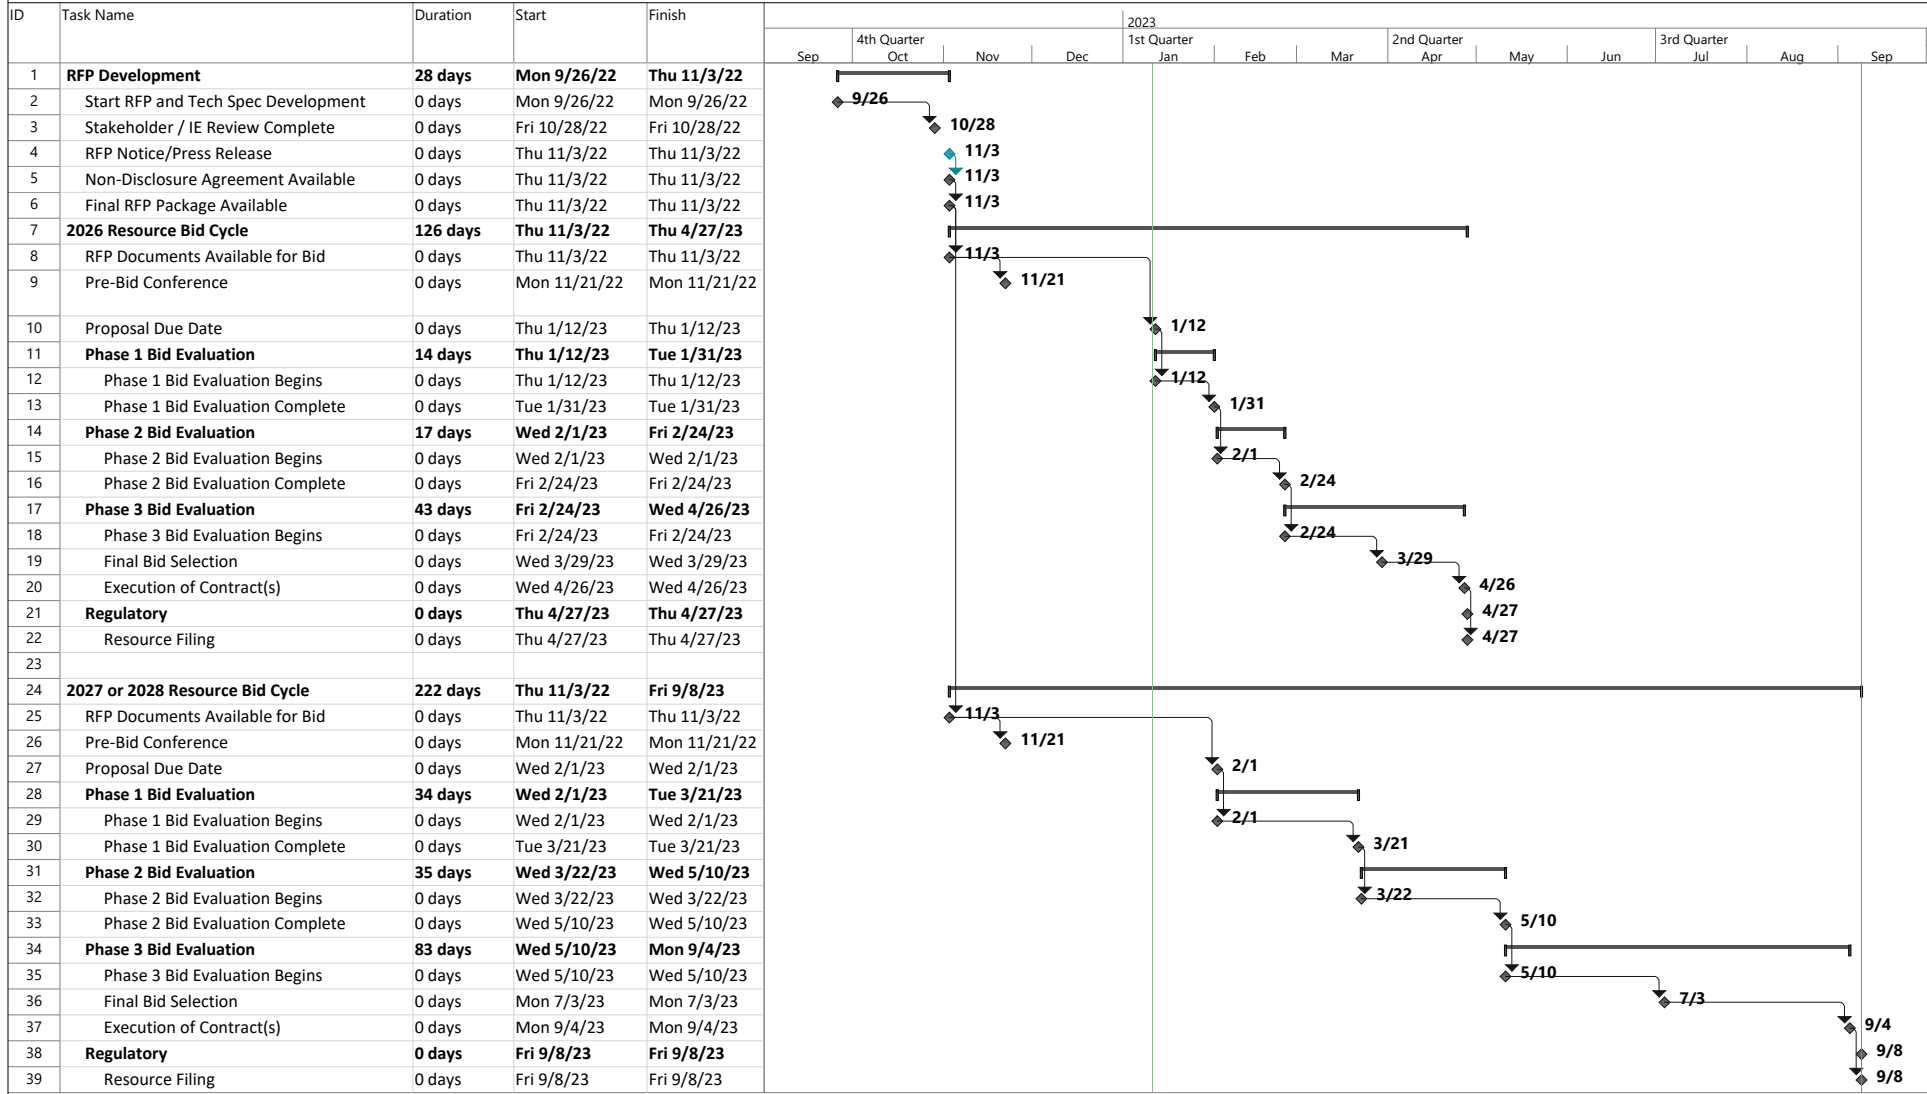 ID Task Name Duration Start Finish
2023
4th Quarter 1st Quarter 2nd Quarter 3rd Quarter
Sep Oct Nov Dec Jan Feb Mar Apr May Jun Jul Aug Sep
1 RFP Development 28 days Mon 9/26/22 Thu 11/3/22
2 Start RFP and Tech Spec Development 0 days Mon 9/26/22 Mon 9/26/22 9/26
3 Stakeholder / IE Review Complete 0 days Fri 10/28/22 Fri 10/28/22 10/28
4 RFP Notice/Press Release 0 days Thu 11/3/22 Thu 11/3/22 11/3
5 Non-Disclosure Agreement Available 0 days Thu 11/3/22 Thu 11/3/22 11/3
6 Final RFP Package Available 0 days Thu 11/3/22 Thu 11/3/22 11/3
7 2026 Resource Bid Cycle 126 days Thu 11/3/22 Thu 4/27/23
8 RFP Documents Available for Bid 0 days Thu 11/3/22 Thu 11/3/22 11/3
9 Pre-Bid Conference 0 days Mon 11/21/22 Mon 11/21/22 11/21
10 Proposal Due Date 0 days Thu 1/12/23 Thu 1/12/23 1/12
11 Phase 1 Bid Evaluation 14 days Thu 1/12/23 Tue 1/31/23
12 Phase 1 Bid Evaluation Begins 0 days Thu 1/12/23 Thu 1/12/23 1/12
13 Phase 1 Bid Evaluation Complete 0 days Tue 1/31/23 Tue 1/31/23 1/31
14 Phase 2 Bid Evaluation 17 days Wed 2/1/23 Fri 2/24/23
15 Phase 2 Bid Evaluation Begins 0 days Wed 2/1/23 Wed 2/1/23 2/1
16 Phase 2 Bid Evaluation Complete 0 days Fri 2/24/23 Fri 2/24/23 2/24
17 Phase 3 Bid Evaluation 43 days Fri 2/24/23 Wed 4/26/23
18 Phase 3 Bid Evaluation Begins 0 days Fri 2/24/23 Fri 2/24/23 2/24
19 Final Bid Selection 0 days Wed 3/29/23 Wed 3/29/23 3/29
20 Execution of Contract(s) 0 days Wed 4/26/23 Wed 4/26/23 4/26
21 Regulatory 0 days Thu 4/27/23 Thu 4/27/23 4/27
22 Resource Filing 0 days Thu 4/27/23 Thu 4/27/23 4/27
23
24 2027 or 2028 Resource Bid Cycle 222 days Thu 11/3/22 Fri 9/8/23
25 RFP Documents Available for Bid 0 days Thu 11/3/22 Thu 11/3/22 11/3
26 Pre-Bid Conference 0 days Mon 11/21/22 Mon 11/21/22 11/21
27 Proposal Due Date 0 days Wed 2/1/23 Wed 2/1/23 2/1
28 Phase 1 Bid Evaluation 34 days Wed 2/1/23 Tue 3/21/23
29 Phase 1 Bid Evaluation Begins 0 days Wed 2/1/23 Wed 2/1/23 2/1
30 Phase 1 Bid Evaluation Complete 0 days Tue 3/21/23 Tue 3/21/23 3/21
31 Phase 2 Bid Evaluation 35 days Wed 3/22/23 Wed 5/10/23
32 Phase 2 Bid Evaluation Begins 0 days Wed 3/22/23 Wed 3/22/23 3/22
33 Phase 2 Bid Evaluation Complete 0 days Wed 5/10/23 Wed 5/10/23 5/10
34 Phase 3 Bid Evaluation 83 days Wed 5/10/23 Mon 9/4/23
35 Phase 3 Bid Evaluation Begins 0 days Wed 5/10/23 Wed 5/10/23 5/10
36 Final Bid Selection 0 days Mon 7/3/23 Mon 7/3/23 7/3
37 Execution of Contract(s) 0 days Mon 9/4/23 Mon 9/4/23 9/4
38 Regulatory 0 days Fri 9/8/23 Fri 9/8/23 9/8
39 Resource Filing 0 days Fri 9/8/23 Fri 9/8/23 9/8